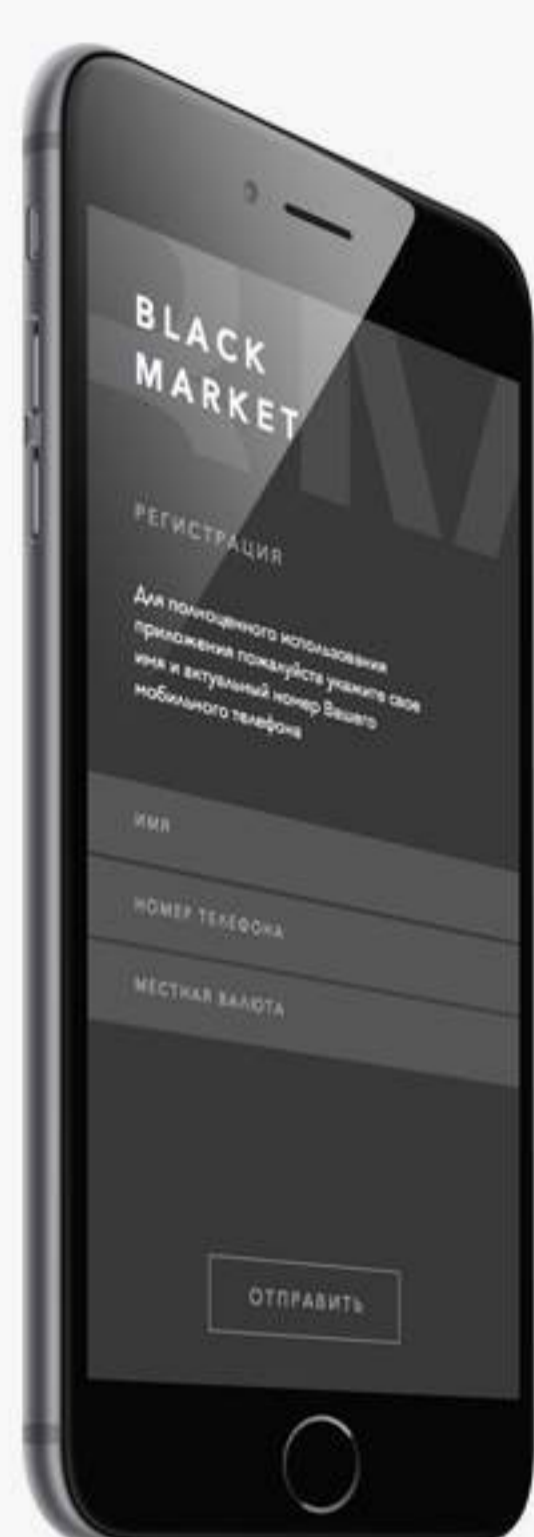 BLACK
MARKET
РЕГИСТРАЦИЯ
Для полноценного использования
приложения пожалуйста укажите свое
имя и актуальный номер Вашего
мобильного телефона
ИМЯ
НОМЕР ТЕЛЕФОНА
МЕСТНАЯ ВАЛЮТА
ОТПРАВИТЬ